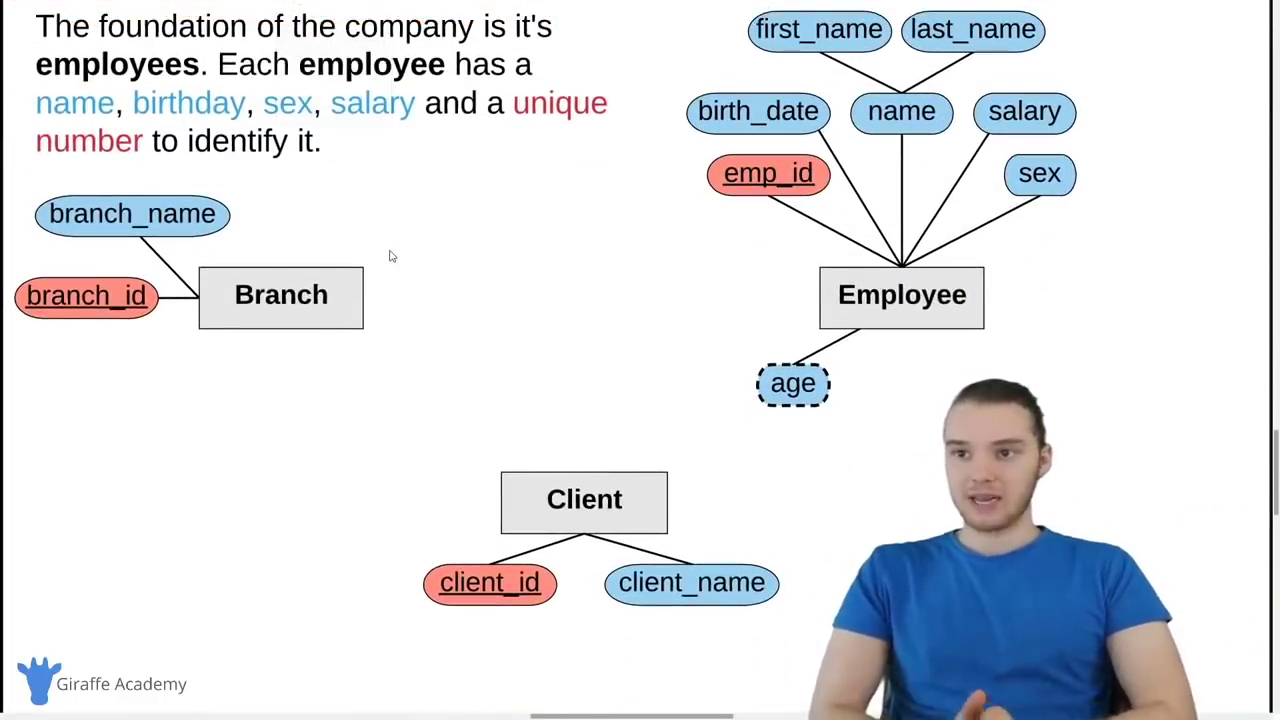 The foundation of the company is it's
employees. Each employee has a
name, birthday, sex, salary and a unique
number to identify it.
first_name
last_name
birth_date
name
salary
emp_id
sex
branch_name
branch_id
Branch
Employee
age
Client
client_id
client_name
Giraffe Academy